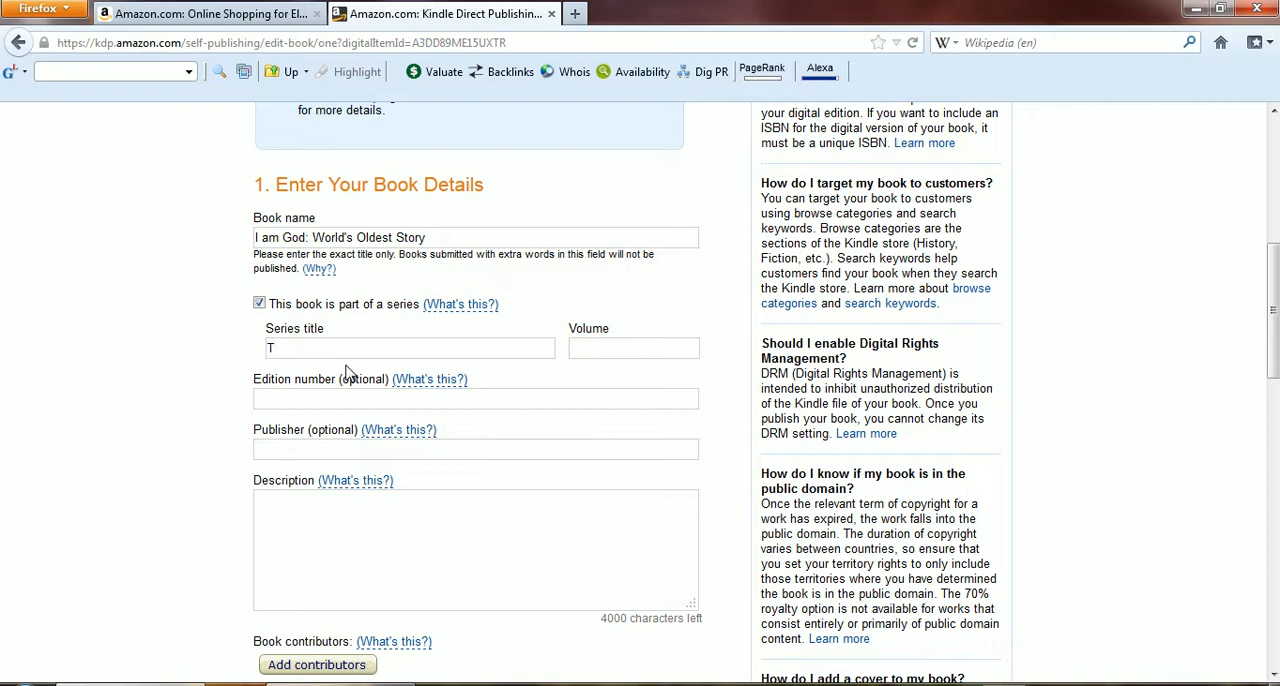 Firefox
Amazon.com: Online Shopping for El...
Amazon.com: Kindle Direct Publishin...
https://kdp.amazon.com/self-publishing/edit-book/one?digitalItemId=A3DD89ME15UXTR
Wikipedia (en)
Up
Highlight
Valuate
Backlinks
Whois
Availability
Dig PR
PageRank
Alexa
for more details.
1. Enter Your Book Details
Book name
I am God: World's Oldest Story
Please enter the exact title only. Books submitted with extra words in this field will not be
published. (Why?)
This book is part of a series (What's this?)
Series title
Volume
T
Edition number (optional) (What's this?)
Publisher (optional) (What's this?)
Description (What's this?)
4000 characters left
Book contributors: (What's this?)
Add contributors
your digital edition. If you want to include an
ISBN for the digital version of your book, it
must be a unique ISBN. Learn more
How do I target my book to customers?
You can target your book to customers
using browse categories and search
keywords. Browse categories are the
sections of the Kindle store (History,
Fiction, etc.). Search keywords help
customers find your book when they search
the Kindle store. Learn more about browse
categories and search keywords.
Should I enable Digital Rights
Management?
DRM (Digital Rights Management) is
intended to inhibit unauthorized distribution
of the Kindle file of your book. Once you
publish your book, you cannot change its
DRM setting. Learn more
How do I know if my book is in the
public domain?
Once the relevant term of copyright for a
work has expired, the work falls into the
public domain. The duration of copyright
varies between countries, so ensure that
you set your territory rights to only include
those territories where you have determined
the book is in the public domain. The 70%
royalty option is not available for works that
consist entirely or primarily of public domain
content. Learn more
How do I add a cover to my book?